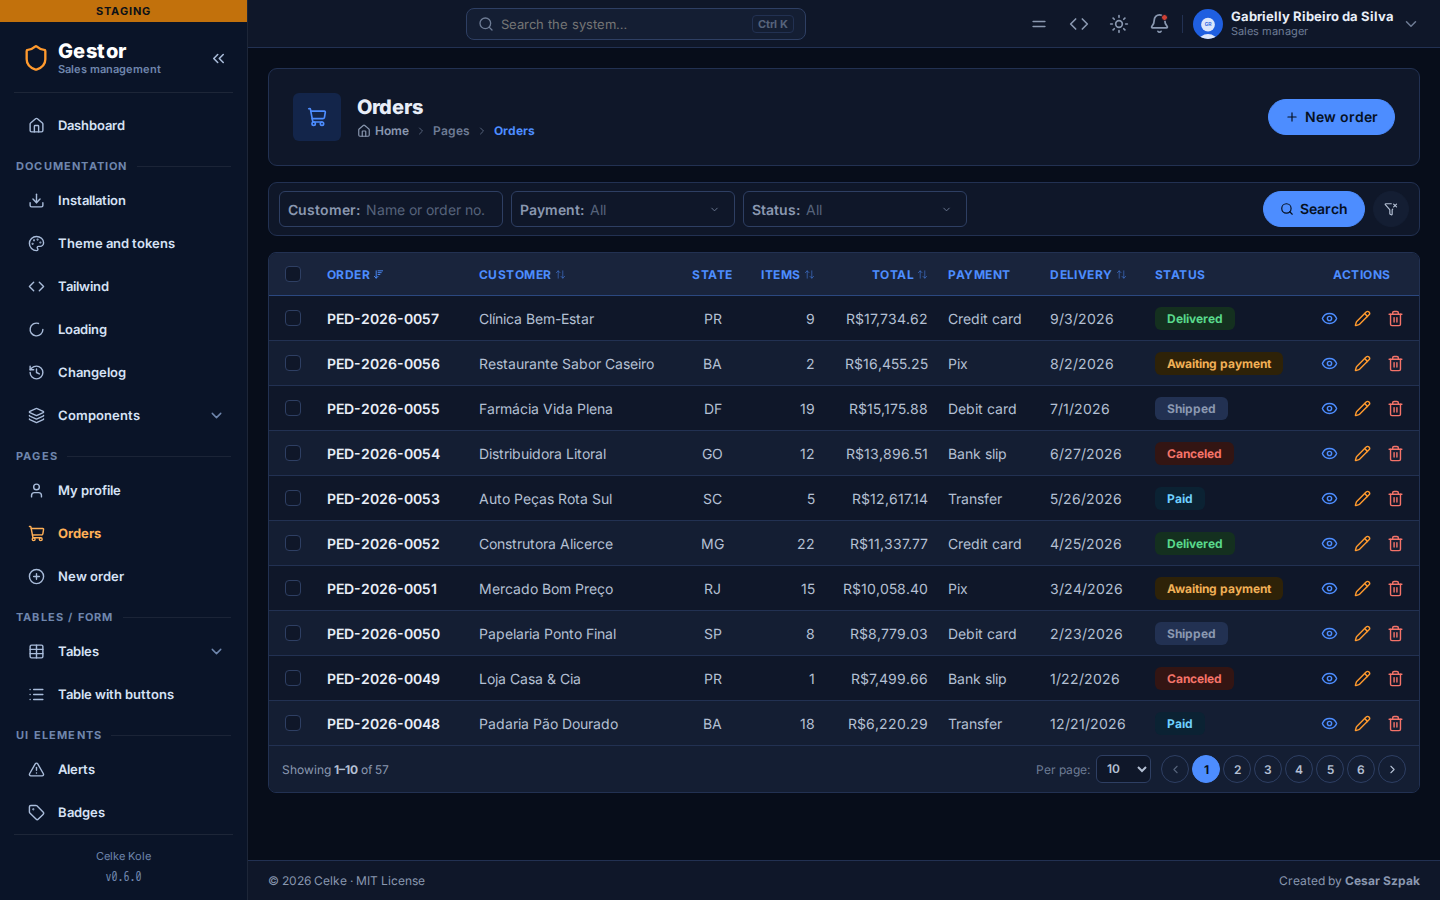 STAGING
Gestor
Sales management
Dashboard
DOCUMENTATION
Installation
Theme and tokens
Tailwind
Loading
Changelog
Components
PAGES
My profile
Orders
New order
TABLES / FORM
Tables
Table with buttons
UI ELEMENTS
Alerts
Badges
Celke Kole
v0.6.0
Search the system... Ctrl K
GR
Gabrielly Ribeiro da Silva
Sales manager
Orders
Home Pages Orders
New order
Customer: Name or order no. Payment: All Status: All Search
ORDER CUSTOMER STATE ITEMS TOTAL PAYMENT DELIVERY STATUS ACTIONS
PED-2026-0057 Clínica Bem-Estar PR 9 R$17,734.62 Credit card 9/3/2026 Delivered
PED-2026-0056 Restaurante Sabor Caseiro BA 2 R$16,455.25 Pix 8/2/2026 Awaiting payment
PED-2026-0055 Farmácia Vida Plena DF 19 R$15,175.88 Debit card 7/1/2026 Shipped
PED-2026-0054 Distribuidora Litoral GO 12 R$13,896.51 Bank slip 6/27/2026 Canceled
PED-2026-0053 Auto Peças Rota Sul SC 5 R$12,617.14 Transfer 5/26/2026 Paid
PED-2026-0052 Construtora Alicerce MG 22 R$11,337.77 Credit card 4/25/2026 Delivered
PED-2026-0051 Mercado Bom Preço RJ 15 R$10,058.40 Pix 3/24/2026 Awaiting payment
PED-2026-0050 Papelaria Ponto Final SP 8 R$8,779.03 Debit card 2/23/2026 Shipped
PED-2026-0049 Loja Casa & Cia PR 1 R$7,499.66 Bank slip 1/22/2026 Canceled
PED-2026-0048 Padaria Pão Dourado BA 18 R$6,220.29 Transfer 12/21/2026 Paid
Showing 1–10 of 57 Per page: 10 1 2 3 4 5 6
© 2026 Celke · MIT License Created by Cesar Szpak